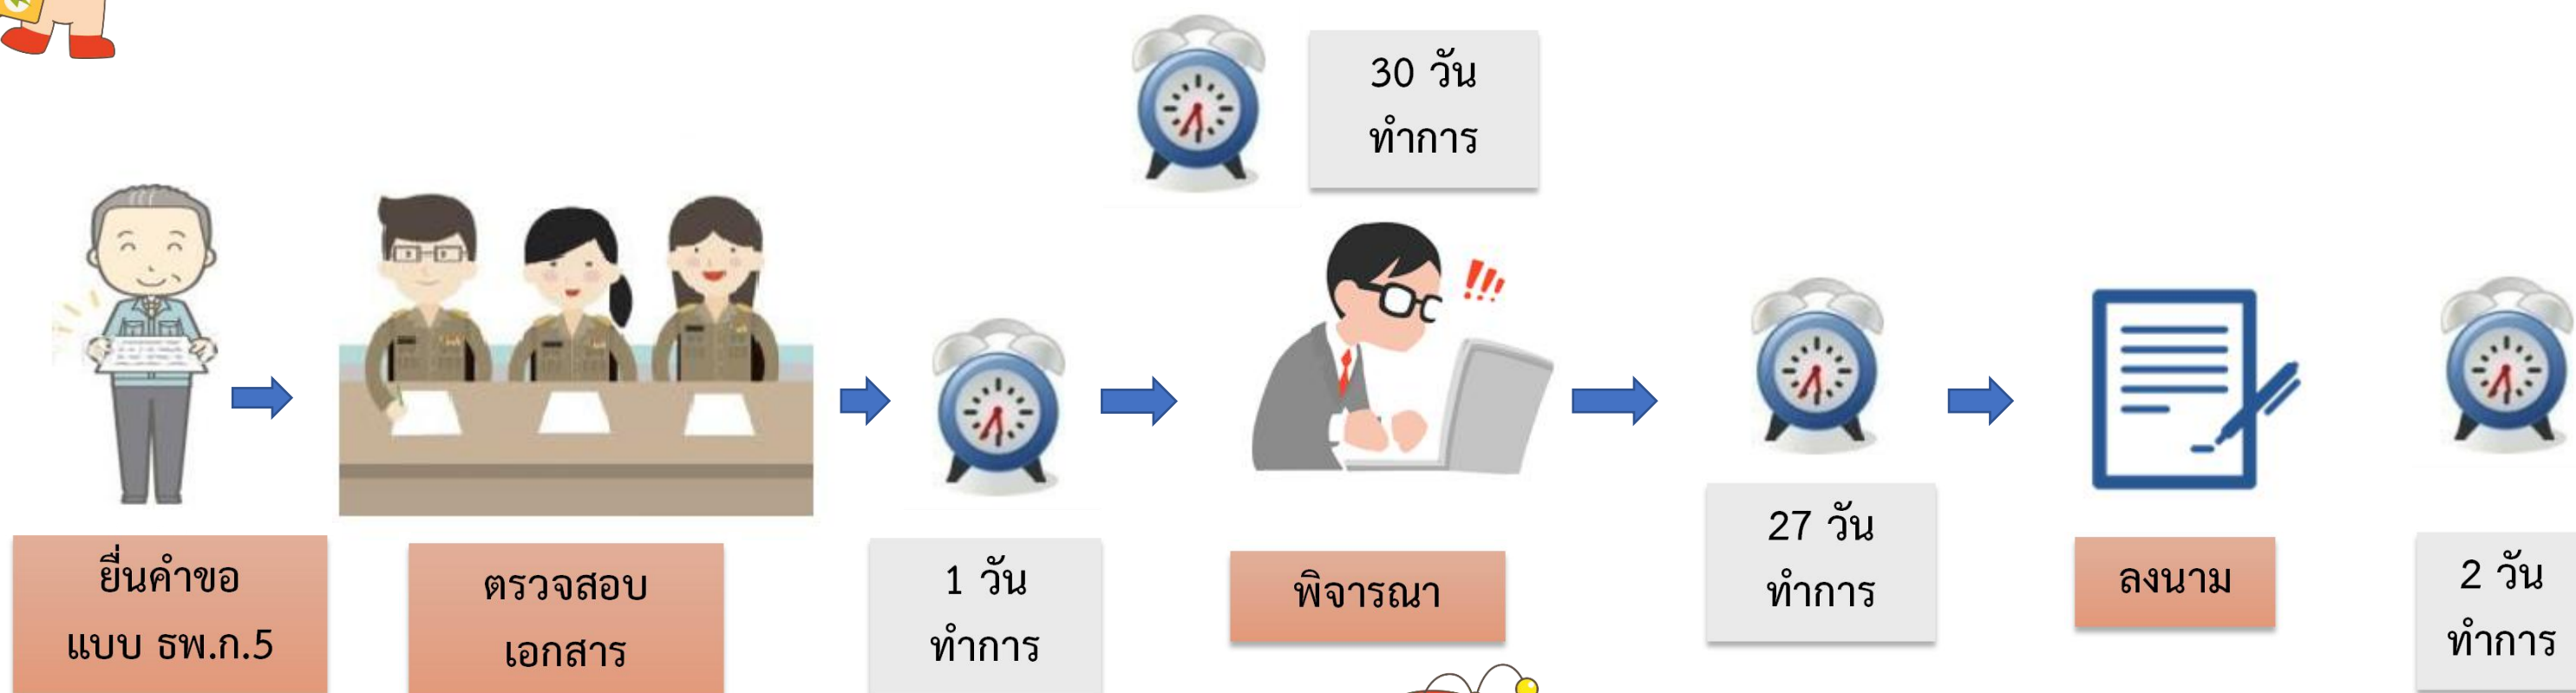 30 วัน
ทำการ
ยื่นคำขอ
แบบ ธพ.ก.5
ตรวจสอบ
เอกสาร
1 วัน
ทำการ
พิจารณา
27 วัน
ทำการ
ลงนาม
2 วัน
ทำการ